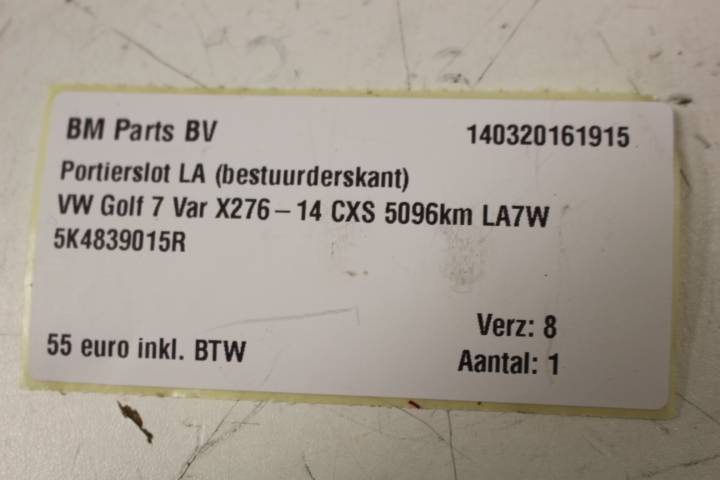 BM Parts BV 140320161915
Portierslot LA (bestuurderskant)
VW Golf 7 Var X276 – 14 CXS 5096km LA7W
5K4839015R
Verz: 8
55 euro inkl. BTW
Aantal: 1